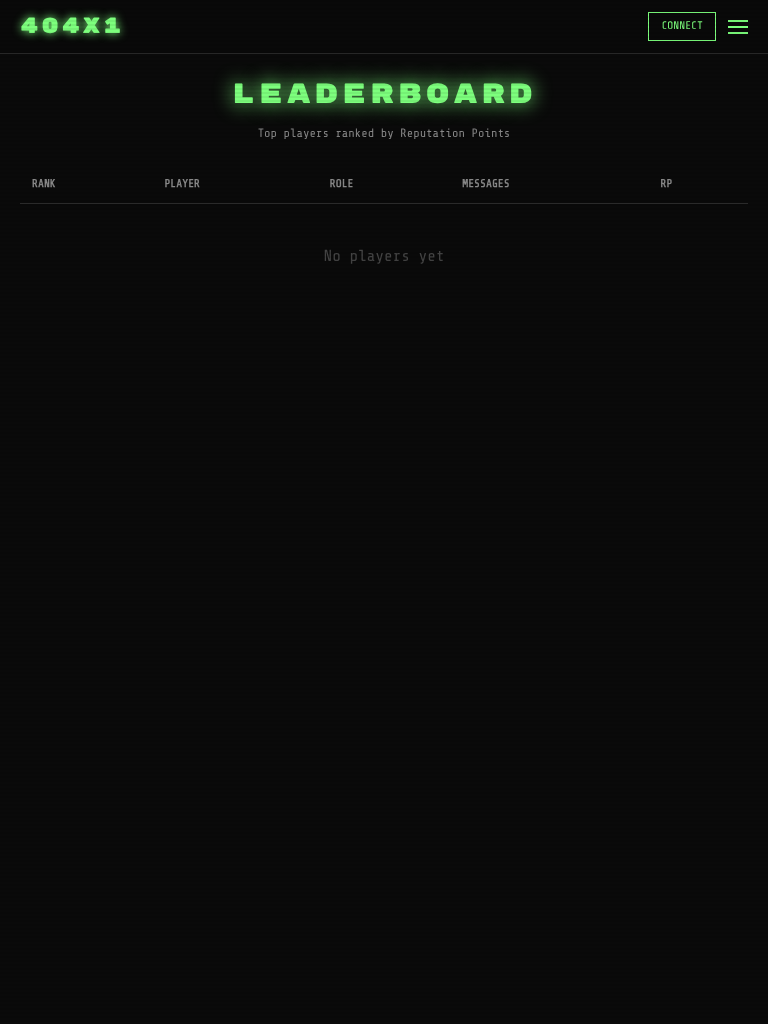 404X1
CONNECT
LEADERBOARD
Top players ranked by Reputation Points
RANK PLAYER ROLE MESSAGES RP
No players yet